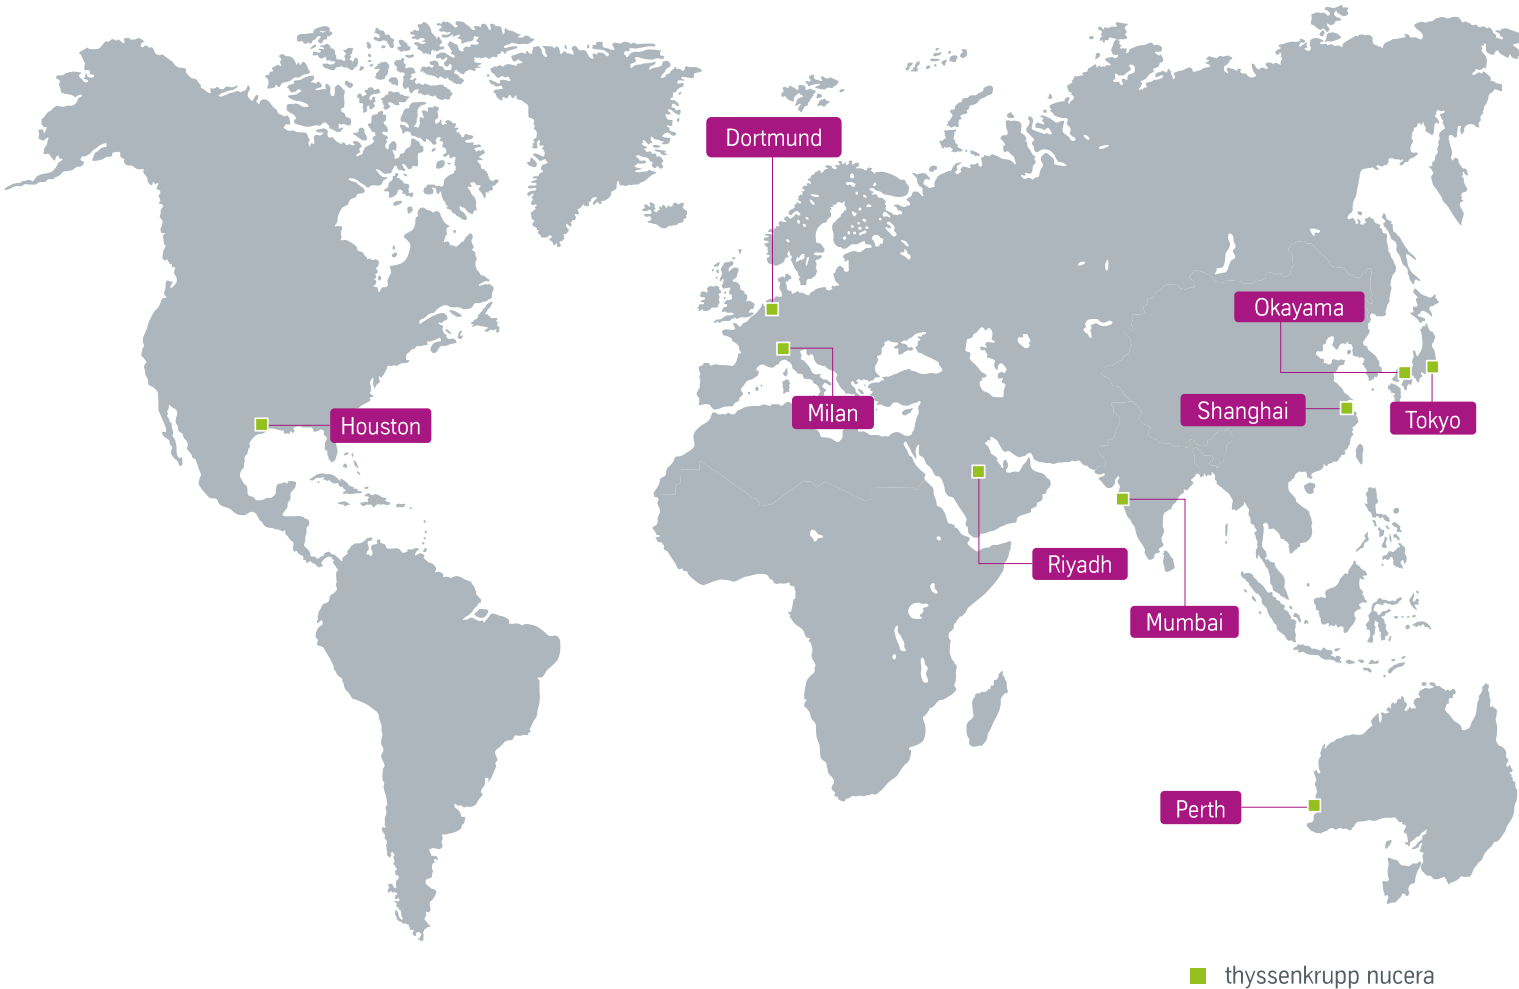 Dortmund
Okayama
Milan
Houston
Shanghai
Tokyo
Riyadh
Mumbai
Perth
thyssenkrupp nucera